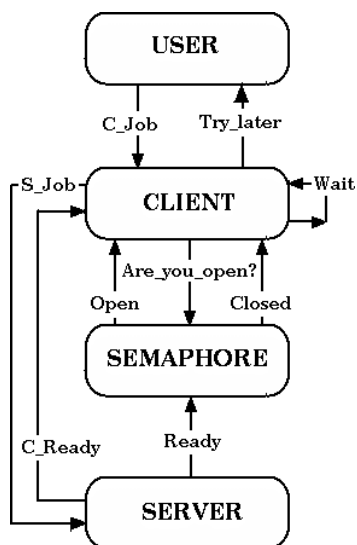 USER
C_Job
Try_later
S_Job
Wait
CLIENT
Are_you_open?
Open
Closed
SEMAPHORE
Ready
C_Ready
SERVER